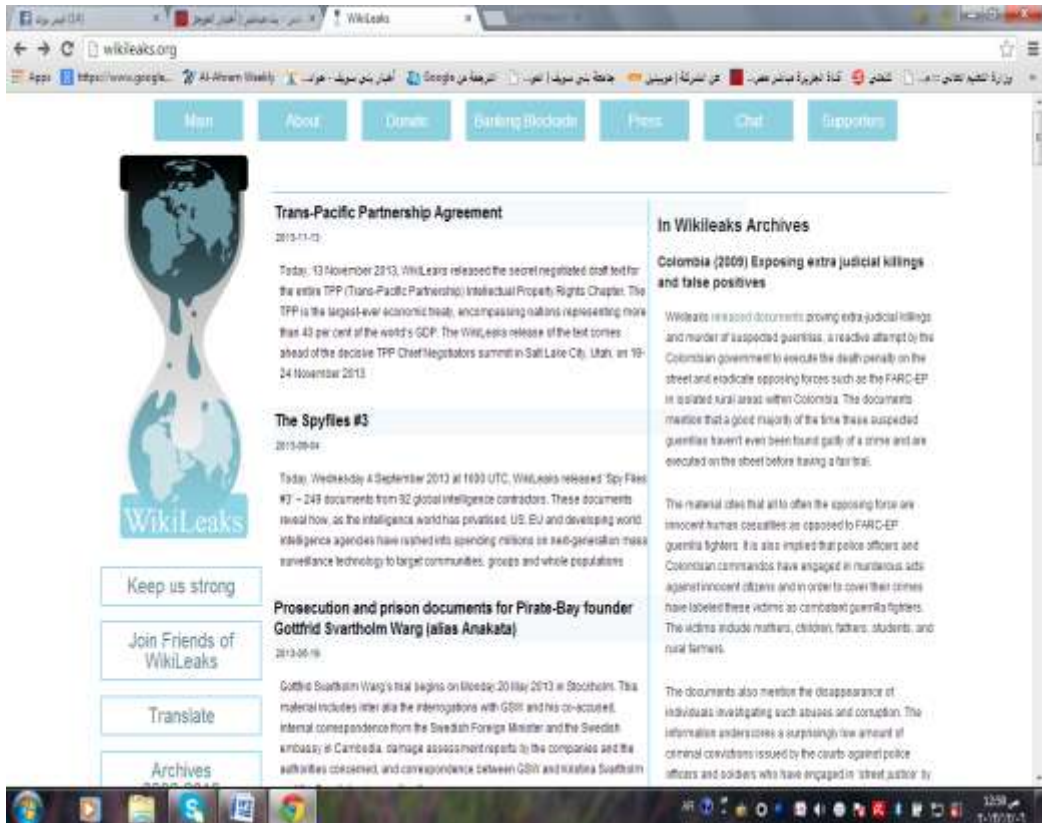 WikiLeaks
wikileaks.org
Apps
https://www.google...
Al-Ahram Weekly
Main
About
Donate
Banking Blockade
Press
Chat
Supporters
WikiLeaks
Keep us strong
Join Friends of
WikiLeaks
Translate
Archives
Trans-Pacific Partnership Agreement
2013-11-13
Today, 13 November 2013, WikiLeaks released the secret negotiated draft text for
the entire TPP (Trans-Pacific Partnership) Intellectual Property Rights Chapter. The
TPP is the largest-ever economic treaty, encompassing nations representing more
than 40 per cent of the world's GDP. The WikiLeaks release of the text comes
ahead of the decisive TPP Chief Negotiators summit in Salt Lake City, Utah, on 19-
24 November 2013.
The Spyfiles #3
2013-09-04
Today, Wednesday 4 September 2013 at 1600 UTC, WikiLeaks released 'Spy Files
#3' – 249 documents from 92 global intelligence contractors. These documents
reveal how, as the intelligence world has privatised, US, EU and developing world
intelligence agencies have rushed into spending millions on next-generation mass
surveillance technology to target communities, groups and whole populations
Prosecution and prison documents for Pirate-Bay founder
Gottfrid Svartholm Warg (alias Anakata)
Gottfrid Svartholm Warg's trial begins on Monday 20 May 2013 in Stockholm. This
material includes inter alia the interrogations with GSW and his co-accused,
internal correspondence from the Swedish Foreign Minister and the Swedish
embassy in Cambodia, damage assessment reports by the companies and the
authorities concerned, and correspondence between GSW and Kristina Svartholm
In Wikileaks Archives
Colombia (2009) Exposing extra judicial killings
and false positives
Wikileaks released documents proving extra-judicial killings
and murder of suspected guerrillas, a reactive attempt by the
Colombian government to execute the death penalty on the
street and eradicate opposing forces such as the FARC-EP
in isolated rural areas within Colombia. The documents
mention that a good majority of the time these suspected
guerrillas haven't even been found guilty of a crime and are
executed on the street before having a fair trial.
The material cites that all to often the opposing force are
innocent human casualties as opposed to FARC-EP
guerrilla fighters. It is also implied that police officers and
Colombian commandos have engaged in murderous acts
against innocent citizens and in order to cover their crimes
have labeled these victims as combatant guerrilla fighters.
The victims include mothers, children, fathers, students, and
rural farmers.
The documents also mention the disappearance of
individuals investigating such abuses and corruption. The
information underscores a surprisingly low amount of
criminal convictions issued by the courts against police
officers and soldiers who have engaged in 'street justice' by
AR